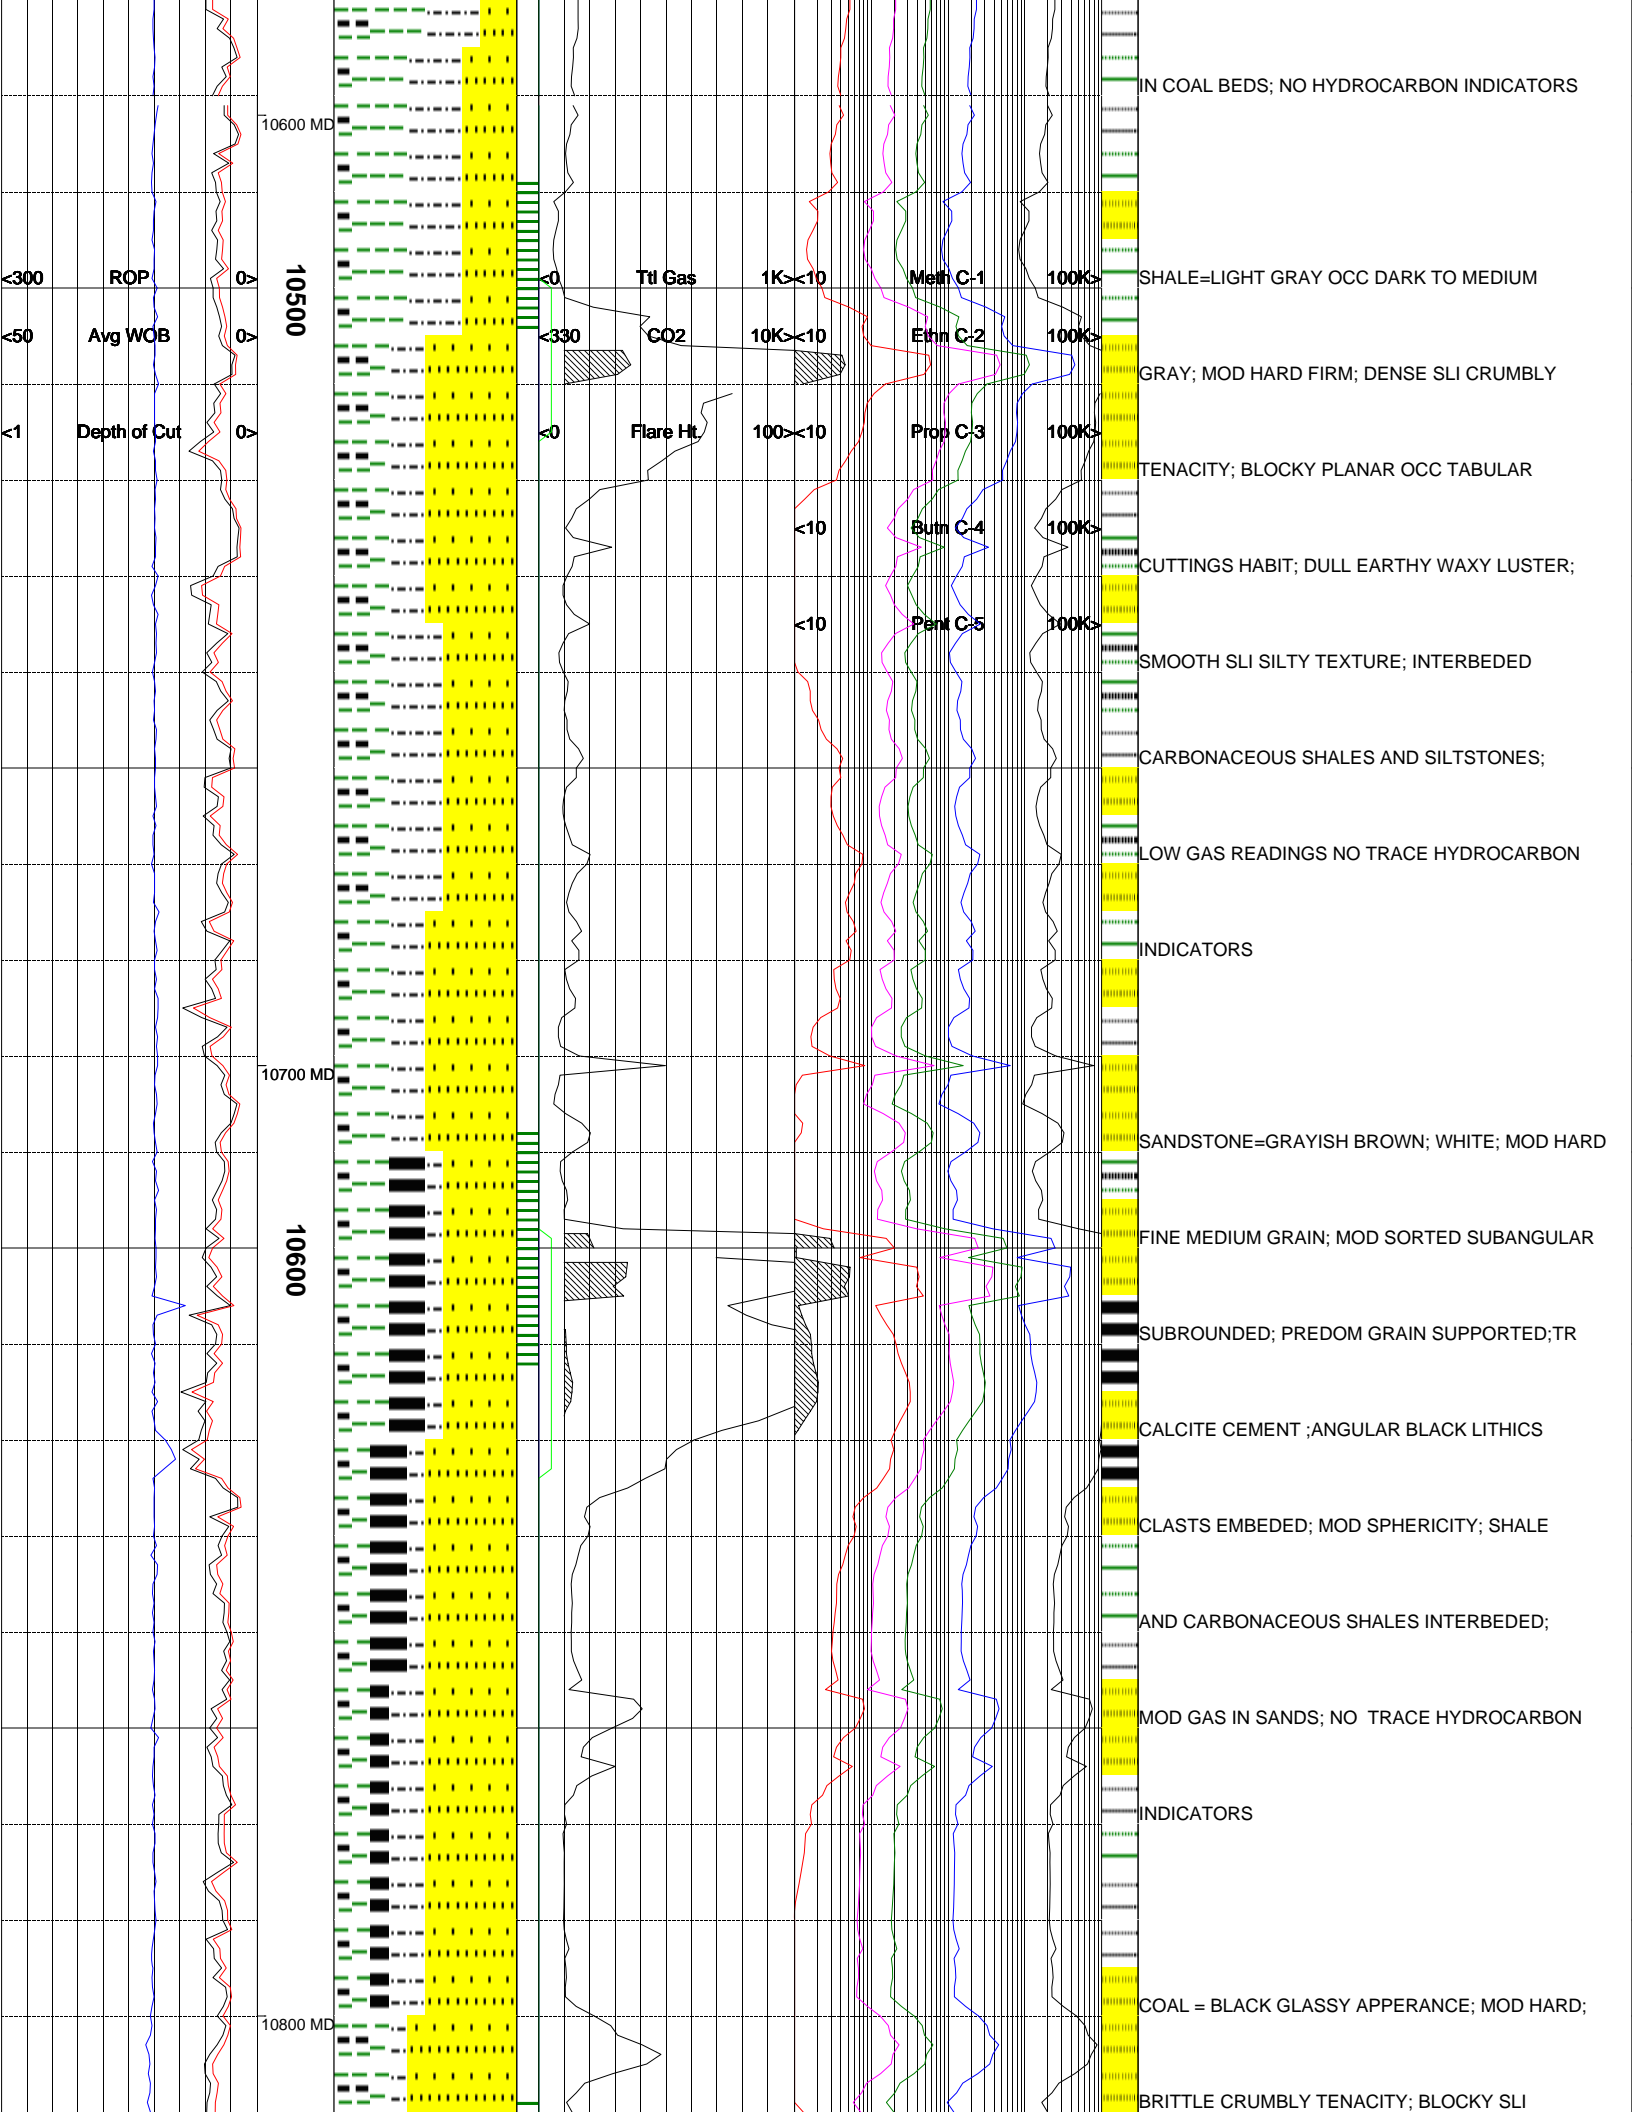 IN COAL BEDS; NO HYDROCARBON INDICATORS
10600 MD
<300 ROP 0>
10500
<0 Ttl Gas 1K>
<10 Meth C-1 100K>
SHALE=LIGHT GRAY OCC DARK TO MEDIUM
<50 Avg WOB 0>
<330 CO2 10K>
<10 Ethn C-2 100K>
GRAY; MOD HARD FIRM; DENSE SLI CRUMBLY
<1 Depth of Cut 0>
<0 Flare Ht. 100>
<10 Prop C-3 100K>
TENACITY; BLOCKY PLANAR OCC TABULAR
<10 Butn C-4 100K>
CUTTINGS HABIT; DULL EARTHY WAXY LUSTER;
<10 Pent C-5 100K>
SMOOTH SLI SILTY TEXTURE; INTERBEDED
CARBONACEOUS SHALES AND SILTSTONES;
LOW GAS READINGS NO TRACE HYDROCARBON
INDICATORS
10700 MD
SANDSTONE=GRAYISH BROWN; WHITE; MOD HARD
10600
FINE MEDIUM GRAIN; MOD SORTED SUBANGULAR
SUBROUNDED; PREDOM GRAIN SUPPORTED;TR
CALCITE CEMENT ;ANGULAR BLACK LITHICS
CLASTS EMBEDED; MOD SPHERICITY; SHALE
AND CARBONACEOUS SHALES INTERBEDED;
MOD GAS IN SANDS; NO  TRACE HYDROCARBON
INDICATORS
COAL = BLACK GLASSY APPERANCE; MOD HARD;
10800 MD
BRITTLE CRUMBLY TENACITY; BLOCKY SLI